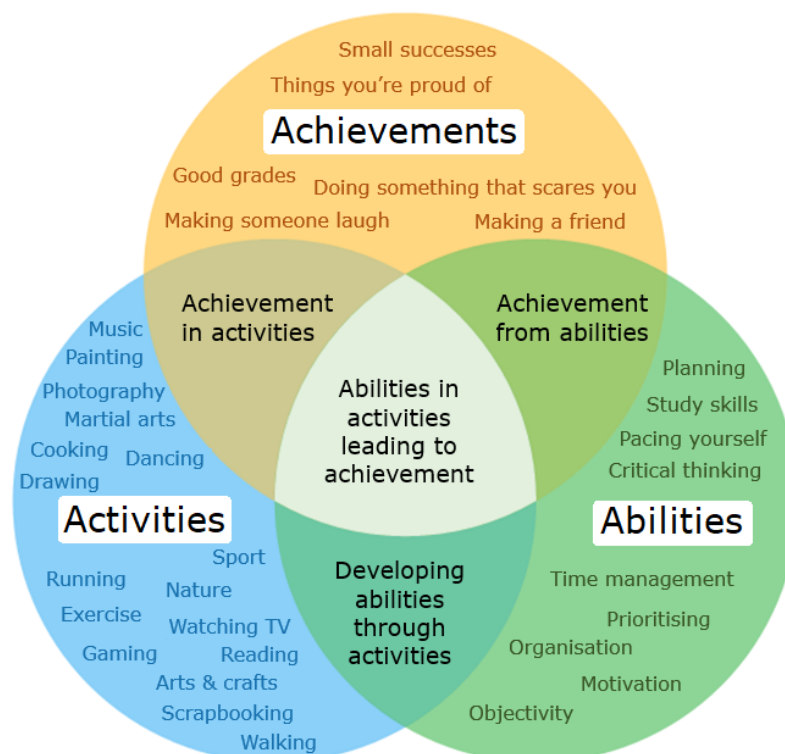 Small successes
Things you’re proud of
Achievements
Good grades
Doing something that scares you
Making someone laugh
Making a friend
Achievement
in activities
Achievement
from abilities
Abilities in
activities
leading to
achievement
Music
Painting
Photography
Martial arts
Cooking
Dancing
Drawing
Activities
Sport
Running
Nature
Exercise
Watching TV
Gaming
Reading
Arts & crafts
Scrapbooking
Walking
Developing
abilities
through
activities
Planning
Study skills
Pacing yourself
Critical thinking
Abilities
Time management
Prioritising
Organisation
Motivation
Objectivity